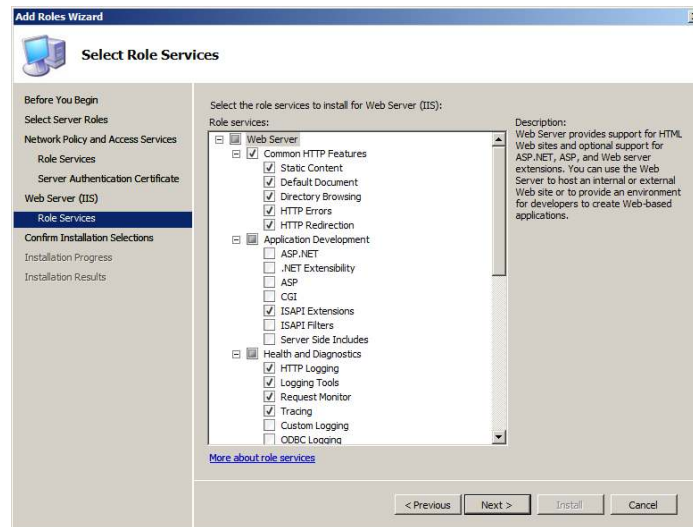 Add Roles Wizard
Select Role Services
Before You Begin
Select Server Roles
Network Policy and Access Services
Role Services
Server Authentication Certificate
Web Server (IIS)
Role Services
Confirm Installation Selections
Installation Progress
Installation Results
Select the role services to install for Web Server (IIS):
Role services:
Web Server
Common HTTP Features
Static Content
Default Document
Directory Browsing
HTTP Errors
HTTP Redirection
Application Development
ASP.NET
.NET Extensibility
ASP
CGI
ISAPI Extensions
ISAPI Filters
Server Side Includes
Health and Diagnostics
HTTP Logging
Logging Tools
Request Monitor
Tracing
Custom Logging
ODBC Logging
More about role services
Description:
Web Server provides support for HTML
Web sites and optional support for
ASP.NET, ASP, and Web server
extensions. You can use the Web
Server to host an internal or external
Web site or to provide an environment
for developers to create Web-based
applications.
< Previous
Next >
Install
Cancel